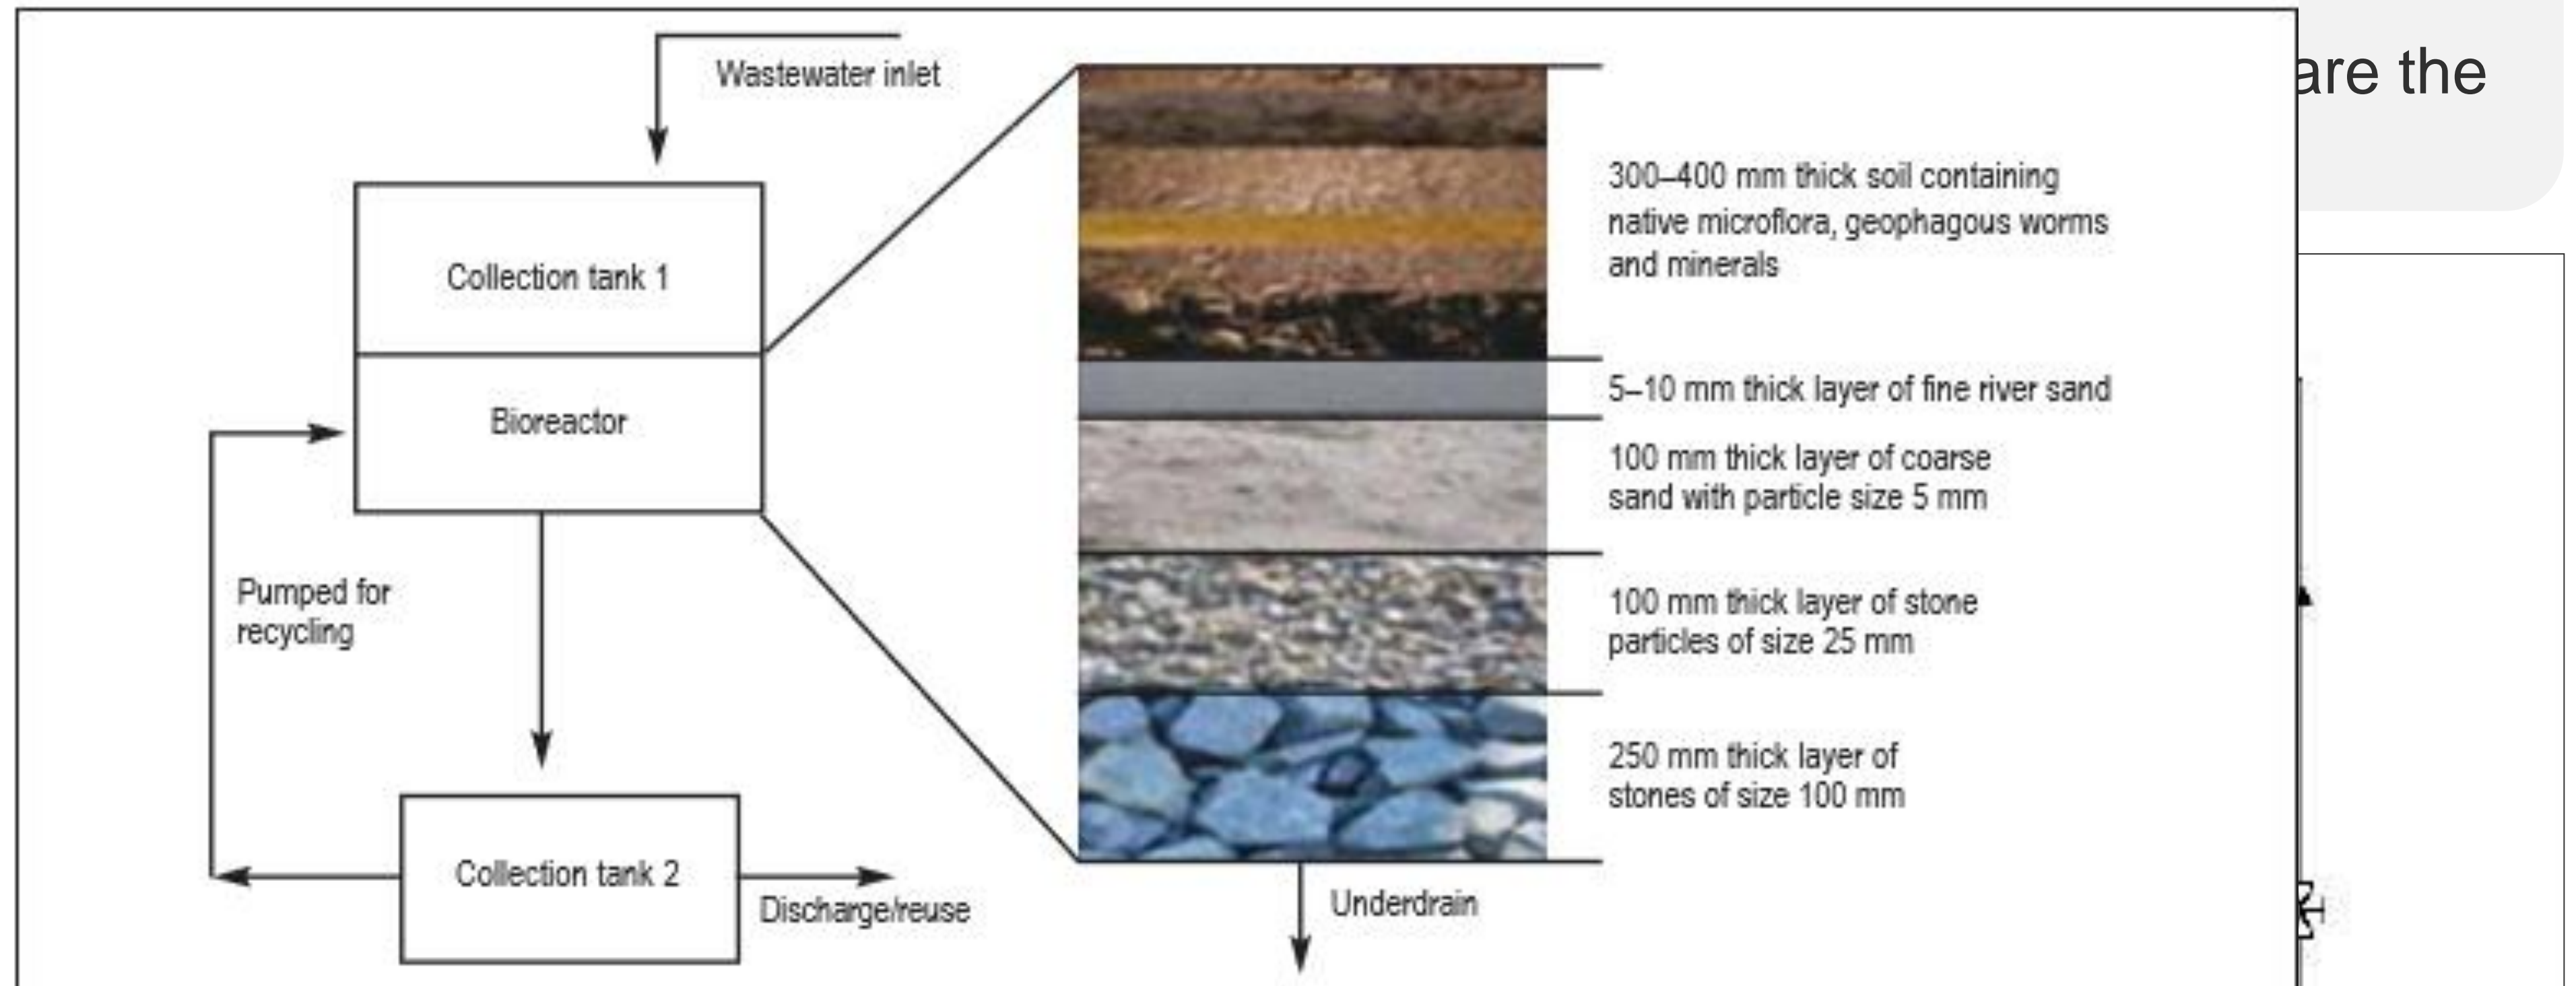 are the
Wastewater inlet
Collection tank 1
Bioreactor
Pumped for
recycling
Collection tank 2
Discharge/reuse
300–400 mm thick soil containing
native microflora, geophagous worms
and minerals
5–10 mm thick layer of fine river sand
100 mm thick layer of coarse
sand with particle size 5 mm
100 mm thick layer of stone
particles of size 25 mm
250 mm thick layer of
stones of size 100 mm
Underdrain